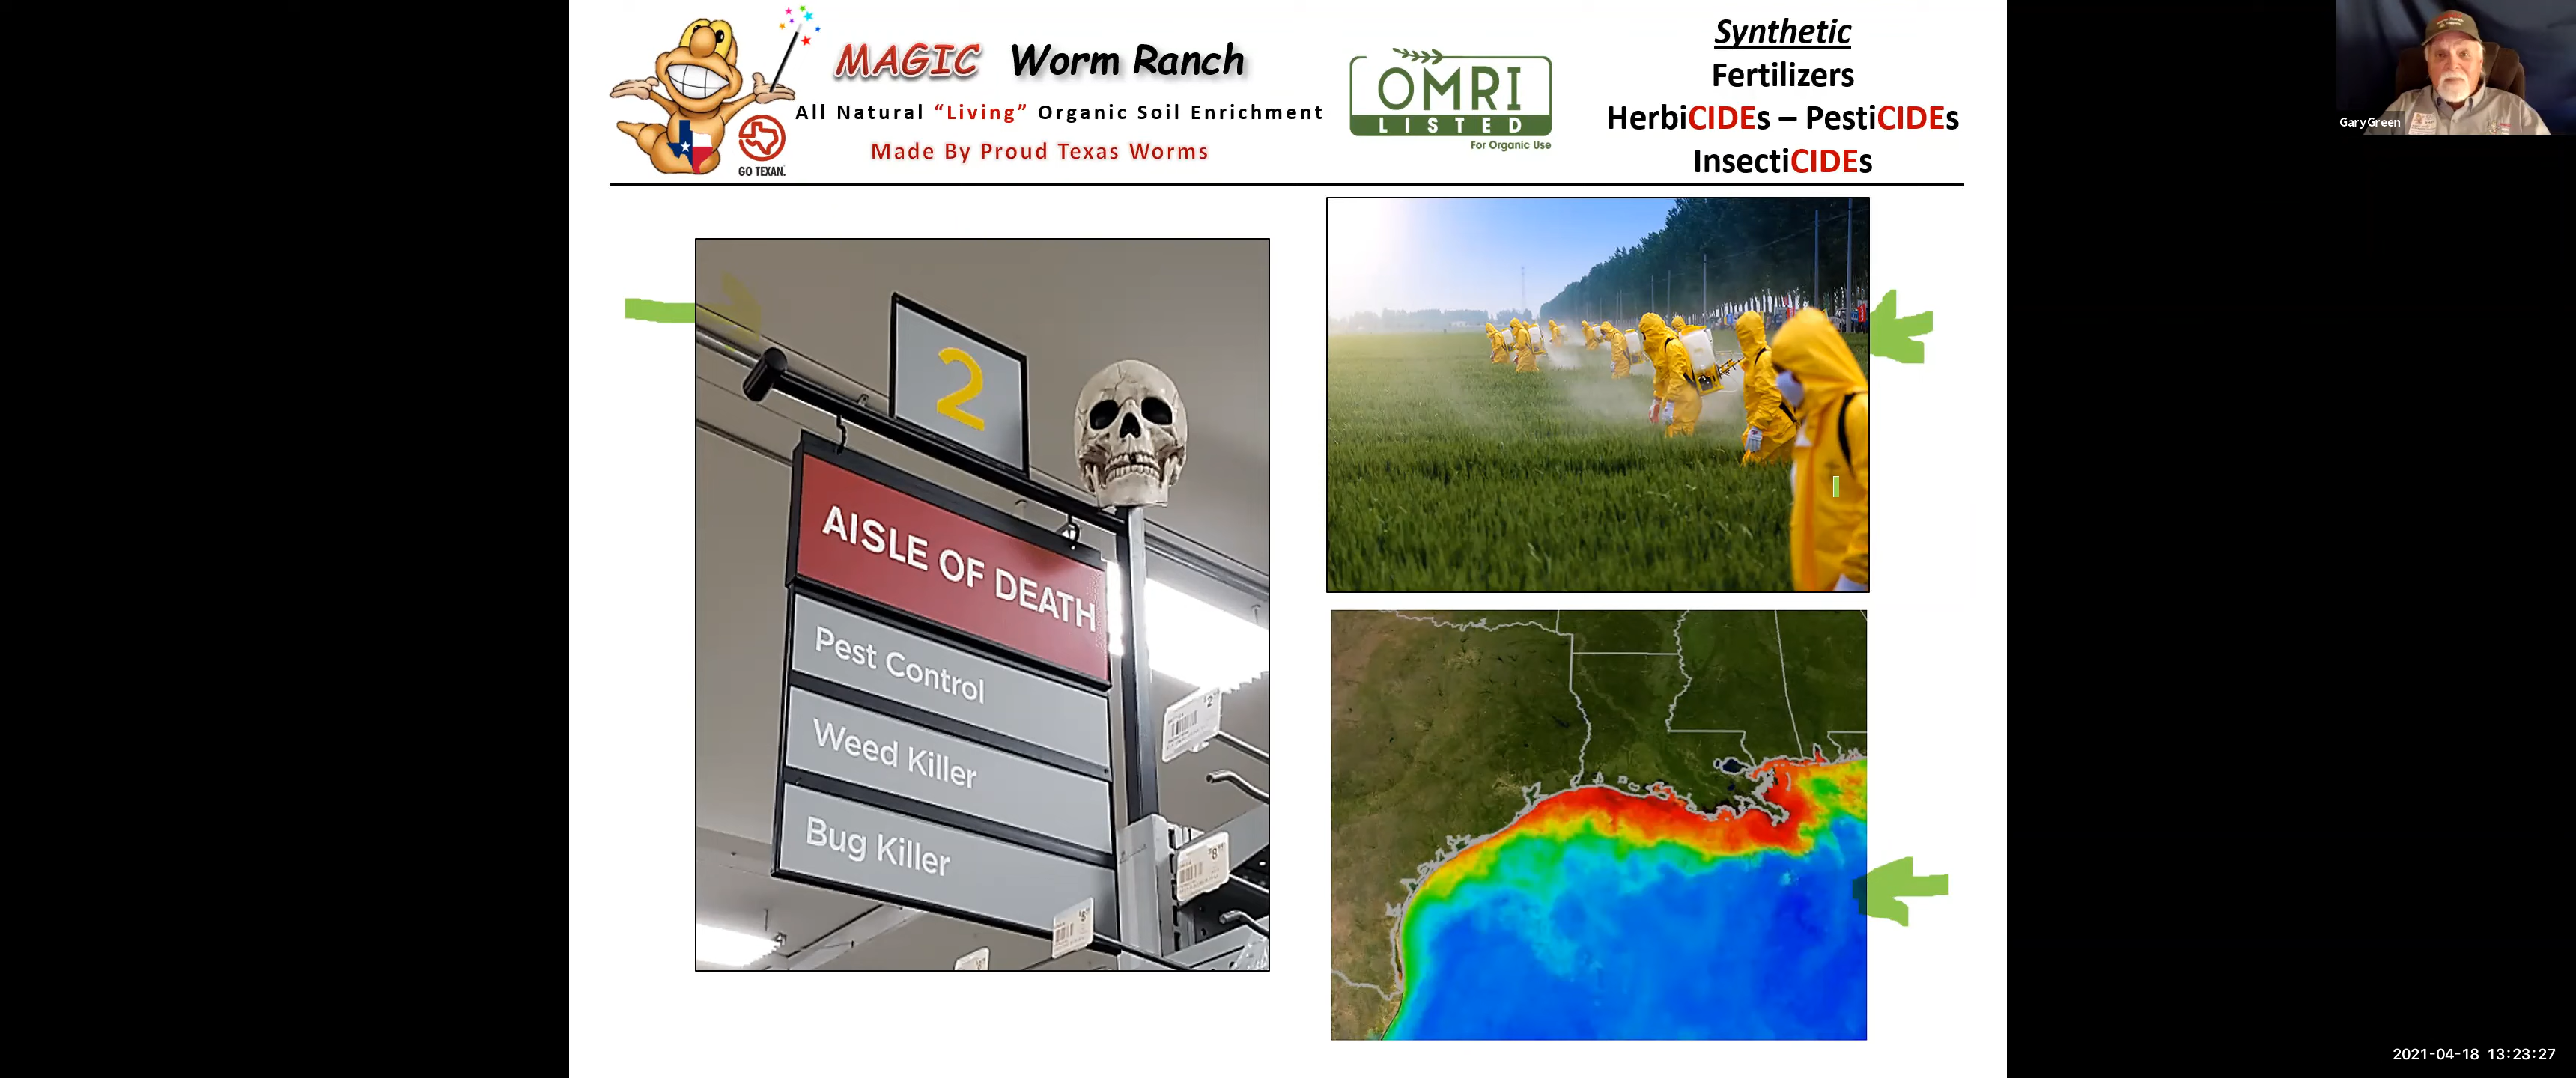 MAGIC Worm Ranch
All Natural “Living” Organic Soil Enrichment
Made By Proud Texas Worms
GO TEXAN.
OMRI
LISTED
For Organic Use
Synthetic
Fertilizers
HerbiCIDEs – PestiCIDEs
InsectiCIDEs
GaryGreen
2
AISLE OF DEATH
Pest Control
Weed Killer
Bug Killer
2021-04-18 13:23:27